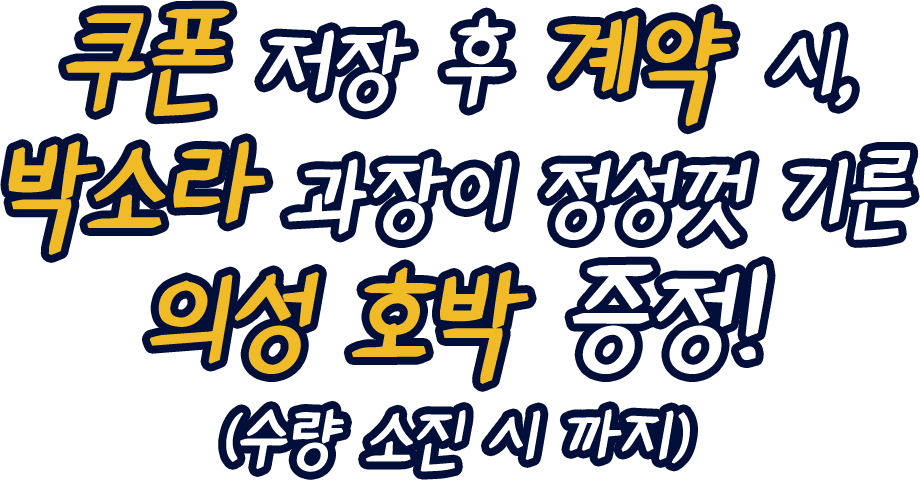 쿠폰 저장 후 계약 시,
박소라 과장이 정성껏 기른
의성 호박 증정!
(수량 소진 시 까지)